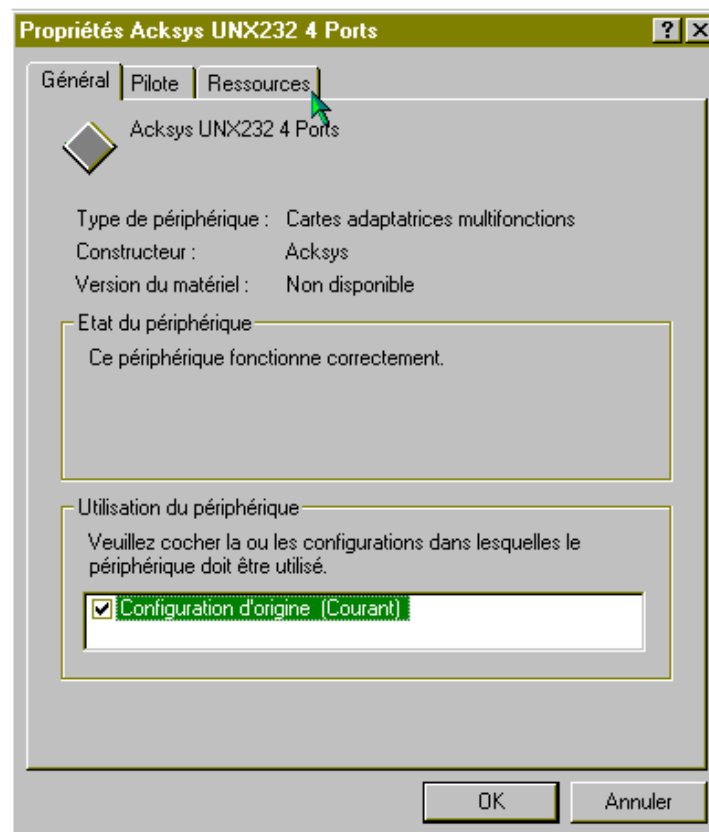 Propriétés Acksys UNX232 4 Ports
Général Pilote Ressources
Acksys UNX232 4 Ports
Type de périphérique : Cartes adaptatrices multifonctions
Constructeur : Acksys
Version du matériel : Non disponible
Etat du périphérique
Ce périphérique fonctionne correctement.
Utilisation du périphérique
Veuillez cocher la ou les configurations dans lesquelles le
périphérique doit être utilisé.
Configuration d'origine (Courant)
OK Annuler